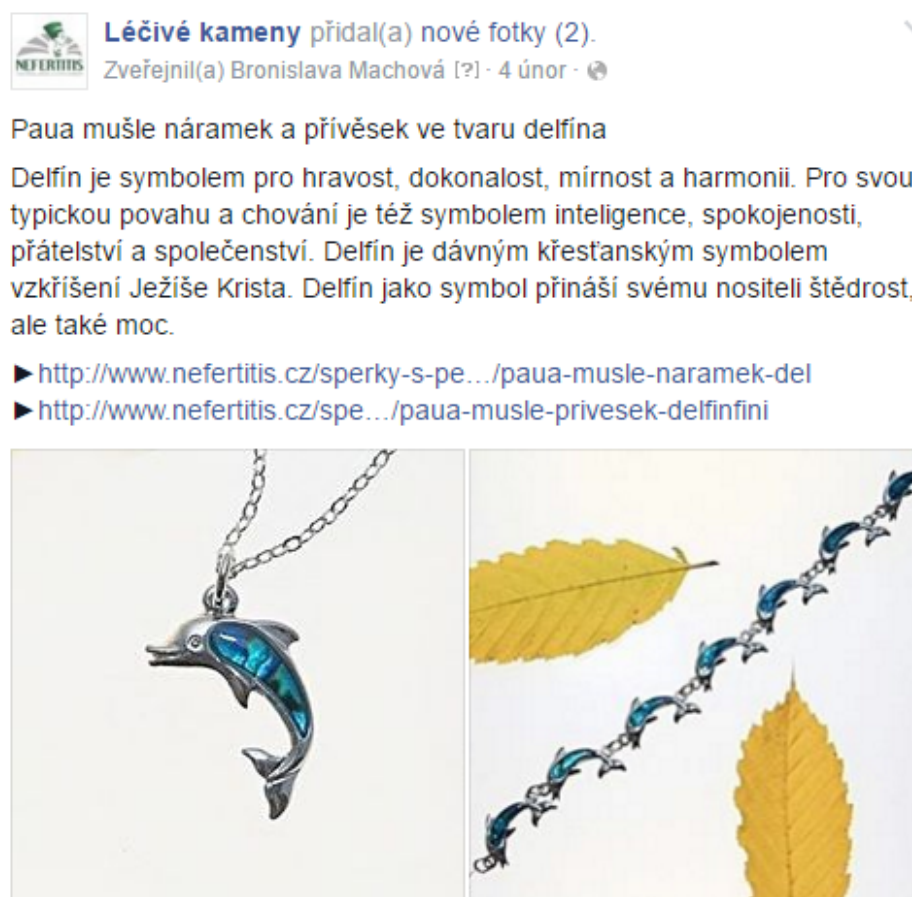 NEFERTITIS
Léčivé kameny přidal(a) nové fotky (2).
Zveřejnil(a) Bronislava Machová [?] · 4 únor ·
Paua mušle náramek a přívěsek ve tvaru delfína
Delfín je symbolem pro hravost, dokonalost, mírnost a harmonii. Pro svou
typickou povahu a chování je též symbolem inteligence, spokojenosti,
přátelství a společenství. Delfín je dávným křesťanským symbolem
vzkříšení Ježíše Krista. Delfín jako symbol přináší svému nositeli štědrost,
ale také moc.
►http://www.nefertitis.cz/sperky-s-pe.../paua-musle-naramek-del
►http://www.nefertitis.cz/spe.../paua-musle-privesek-delfinfini